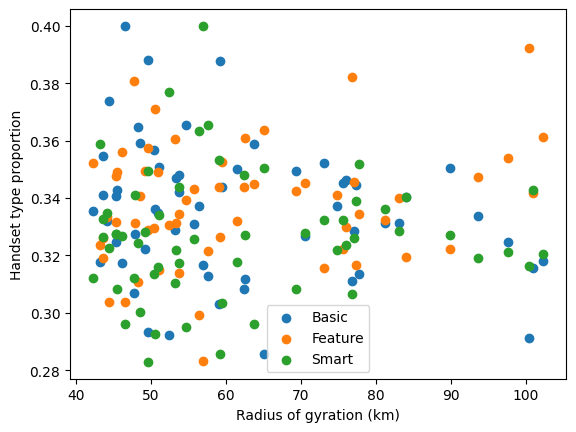 0.40
0.38
0.36
0.34
0.32
0.30
0.28
Handset type proportion
Basic
Feature
Smart
40 50 60 70 80 90 100
Radius of gyration (km)